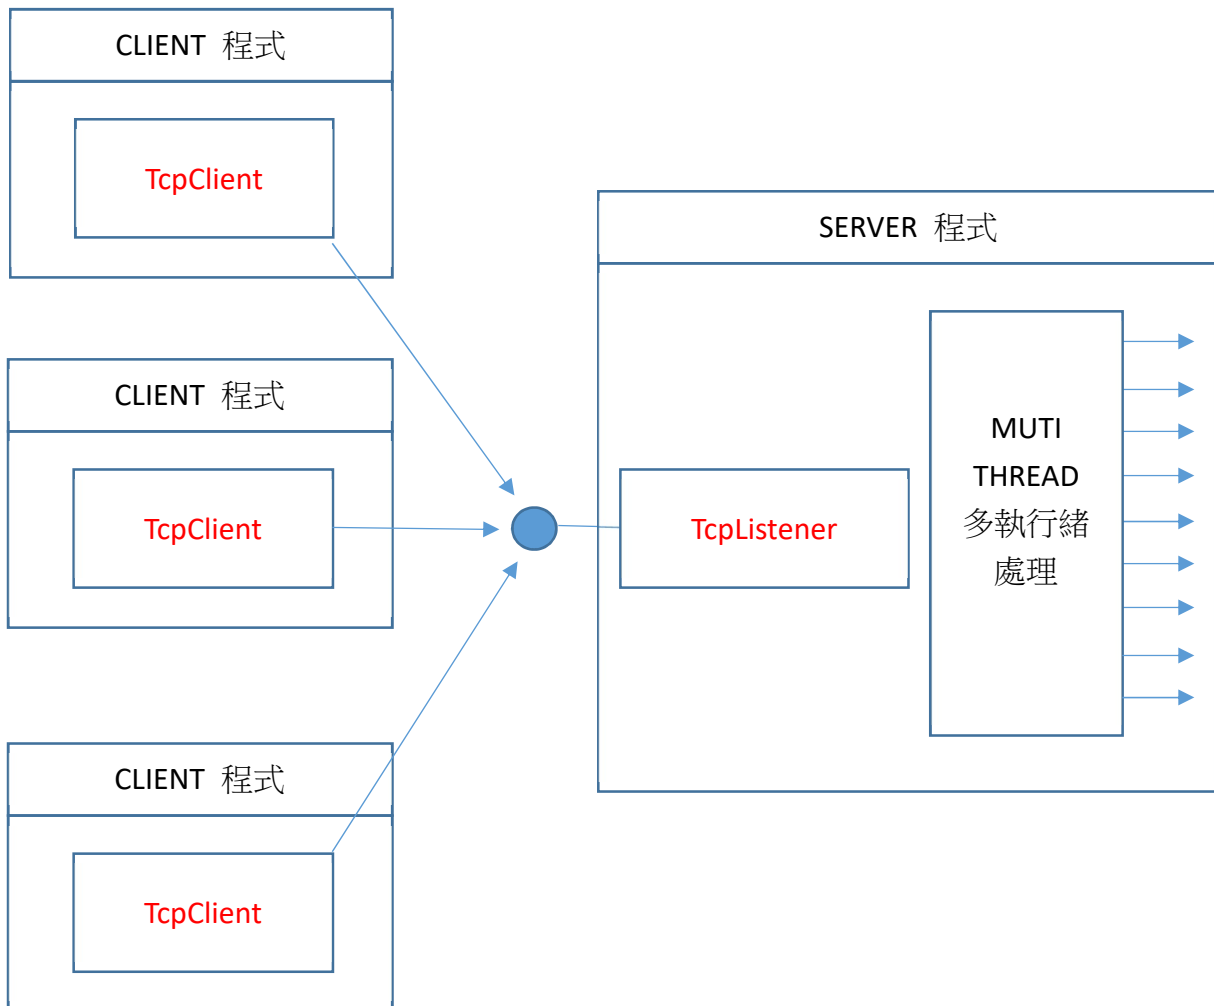 CLIENT 程式
TcpClient
CLIENT 程式
TcpClient
CLIENT 程式
TcpClient
SERVER 程式
TcpListener
MUTI
THREAD
多執行緒
處理